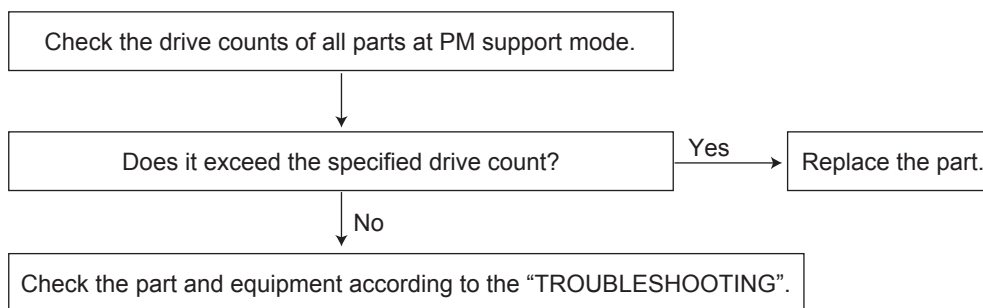 Check the drive counts of all parts at PM support mode.
Does it exceed the specified drive count?
Yes
Replace the part.
No
Check the part and equipment according to the “TROUBLESHOOTING”.